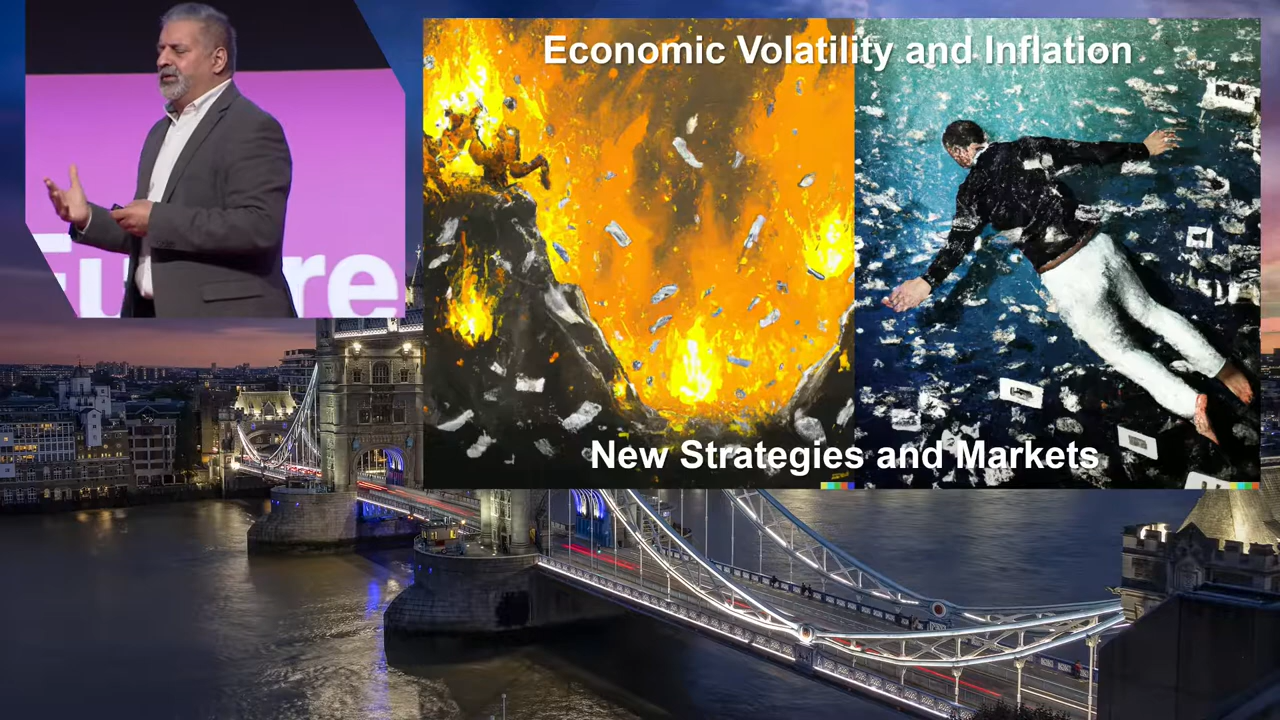 Economic Volatility and Inflation
New Strategies and Markets